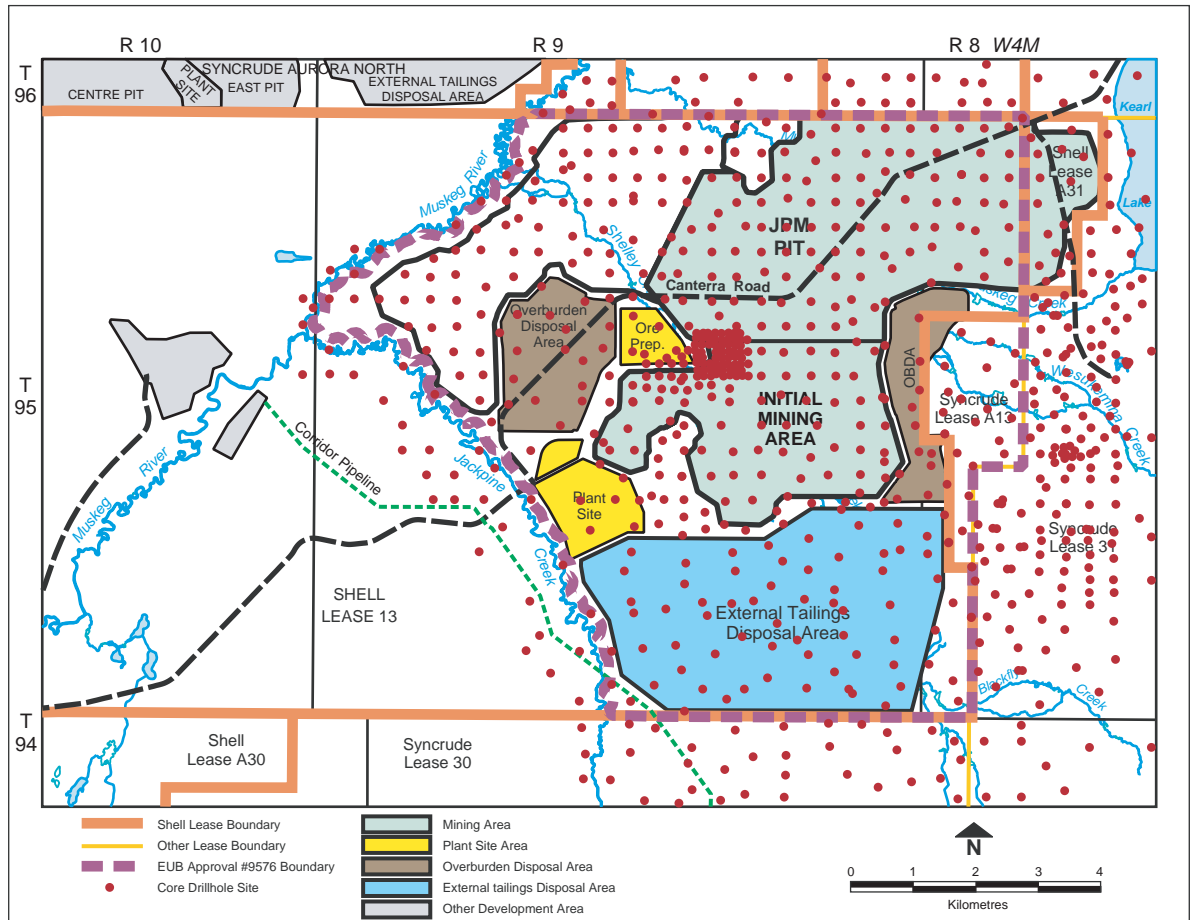 R 10
R 9
R 8 W4M
T
96
SYNCRUDE AURORA NORTH
CENTRE PIT
PLANT
SITE
EAST PIT
EXTERNAL TAILINGS
DISPOSAL AREA
Kearl
Lake
Muskeg River
Shell
Lease
A31
JPM
PIT
Shelley
Canterra Road
Muskeg Creek
Overburden
Disposal
Area
Ore
Prep.
OBDA
T
95
INITIAL
MINING
AREA
Syncrude
Lease A13
Wesukemina
Creek
Corridor Pipeline
Jackpine
Creek
Muskeg
River
Plant
Site
Syncrude
Lease 31
SHELL
LEASE 13
External Tailings
Disposal Area
Blackfly
Creek
T
94
Shell
Lease A30
Syncrude
Lease 30
Shell Lease Boundary
Other Lease Boundary
EUB Approval #9576 Boundary
Core Drillhole Site
Mining Area
Plant Site Area
Overburden Disposal Area
External tailings Disposal Area
Other Development Area
N
0 1 2 3 4
Kilometres